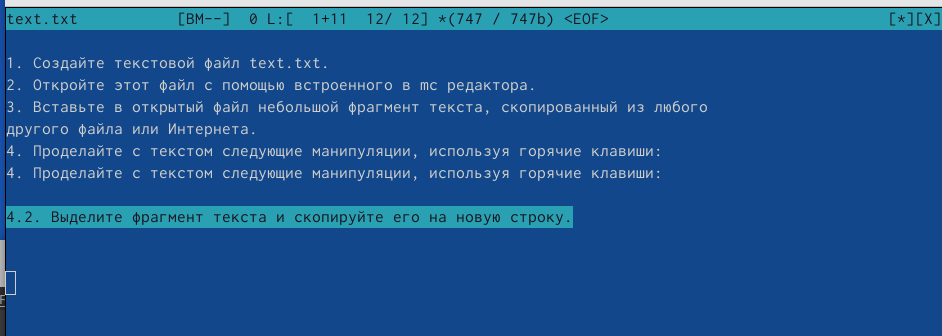 text.txt [BM--] 0 L:[ 1+11 12/ 12] *(747 / 747b) <EOF> [*][X]
1. Создайте текстовой файл text.txt.
2. Откройте этот файл с помощью встроенного в mc редактора.
3. Вставьте в открытый файл небольшой фрагмент текста, скопированный из любого
другого файла или Интернета.
4. Проделайте с текстом следующие манипуляции, используя горячие клавиши:
4. Проделайте с текстом следующие манипуляции, используя горячие клавиши:
4.2. Выделите фрагмент текста и скопируйте его на новую строку.